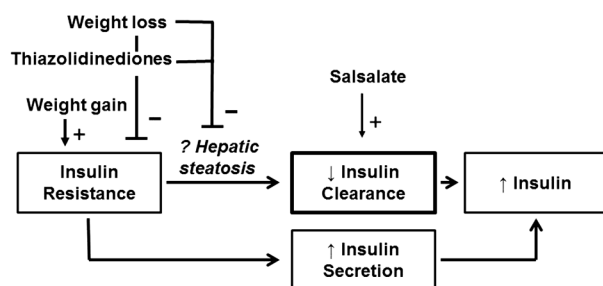 Weight loss
Thiazolidinediones
Weight gain
+
−
−
? Hepatic
steatosis
Salsalate
+
Insulin
Resistance
↓ Insulin
Clearance
↑ Insulin
↑ Insulin
Secretion